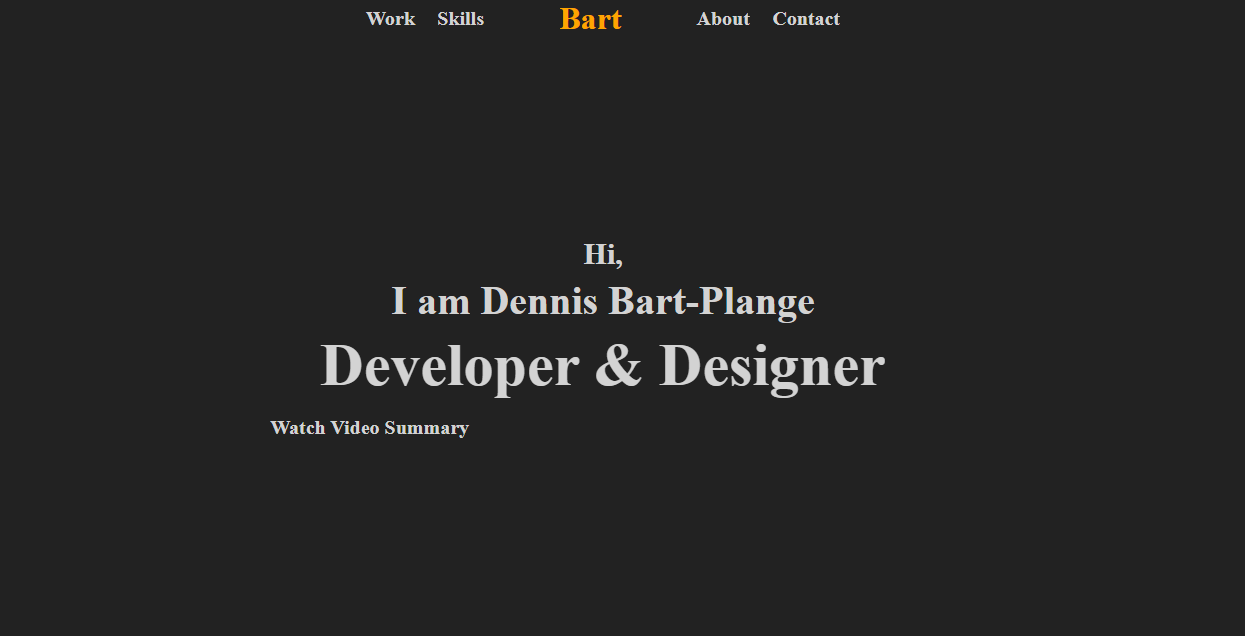 Work Skills Bart About Contact
Hi,
I am Dennis Bart-Plange
Developer & Designer
Watch Video Summary